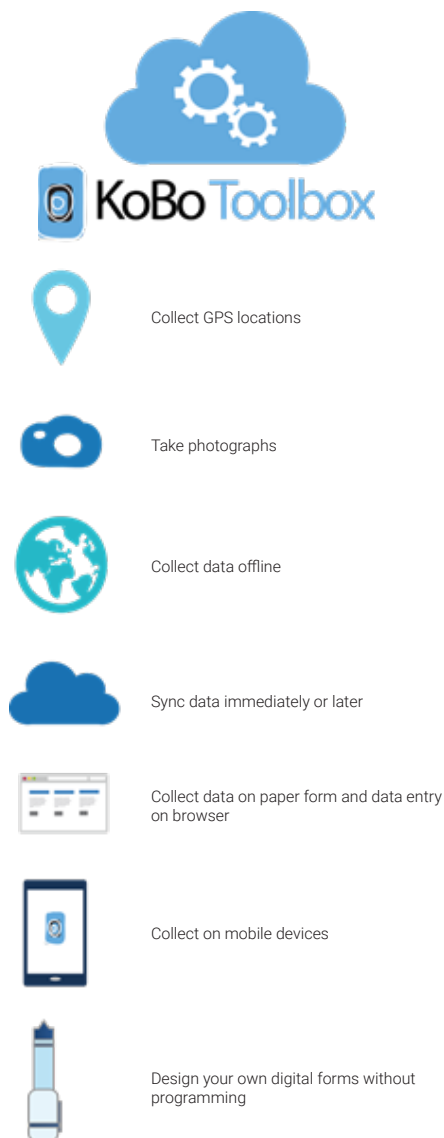 KoBo Toolbox
Collect GPS locations
Take photographs
Collect data offline
Sync data immediately or later
Collect data on paper form and data entry
on browser
Collect on mobile devices
Design your own digital forms without
programming